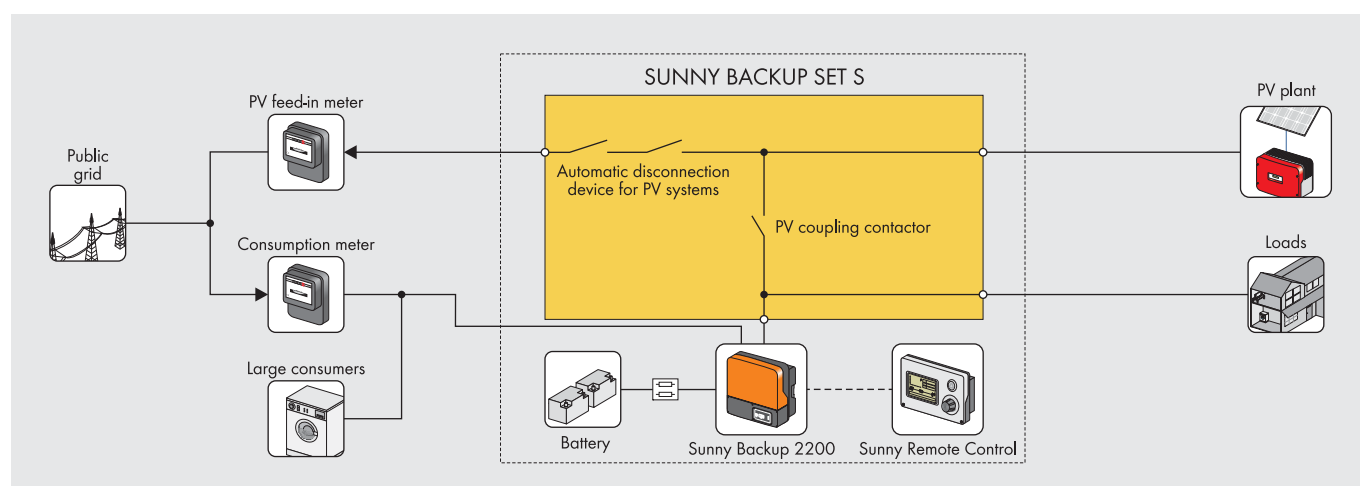 SUNNY BACKUP SET S
PV feed-in meter
PV plant
Public
grid
Automatic disconnection
device for PV systems
PV coupling contactor
Consumption meter
Loads
Large consumers
Battery
Sunny Backup 2200
Sunny Remote Control